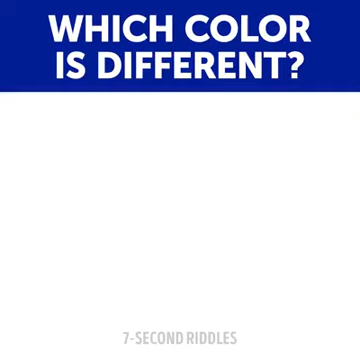 WHICH COLOR
IS DIFFERENT?
7-SECOND RIDDLES